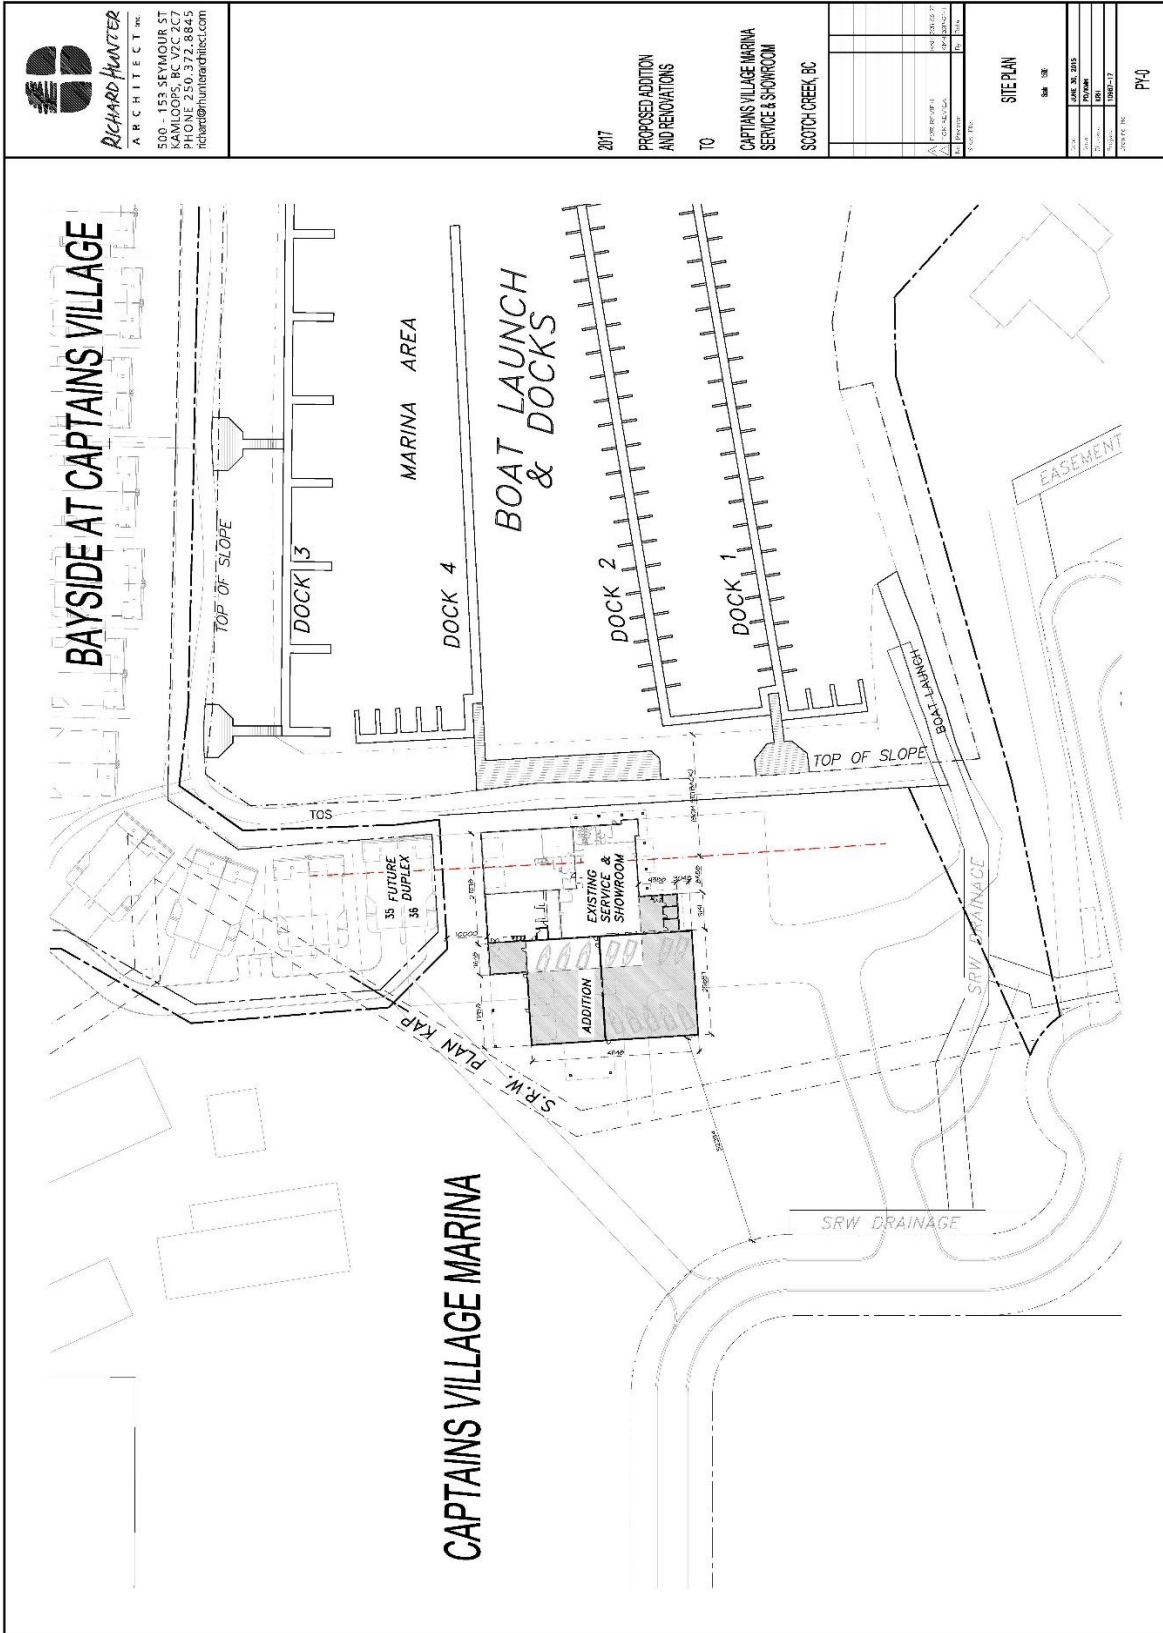 RICHARD HUNTER
ARCHITECT Inc.
500 - 153 SEYMOUR ST
KAMLOOPS, BC V2C 2C7
PHONE 250.372.8845
richard@rhunterarchitect.com
2017
PROPOSED ADDITION
AND RENOVATIONS
TO
CAPTIANS VILLAGE MARINA
SERVICE & SHOWROOM
SCOTCH CREEK, BC
SITE PLAN
JUNE 30, 2015
PY-0
BAYSIDE AT CAPTAINS VILLAGE
TOP OF SLOPE
DOCK 3
MARINA AREA
DOCK 4
BOAT LAUNCH
& DOCKS
DOCK 2
DOCK 1
EASEMENT
BOAT LAUNCH
TOP OF SLOPE
TOS
35 FUTURE
36 DUPLEX
EXISTING
SERVICE &
SHOWROOM
ADDITION
S.R.W. PLAN KAP
SRW DRAINAGE
SRW DRAINAGE
CAPTAINS VILLAGE MARINA